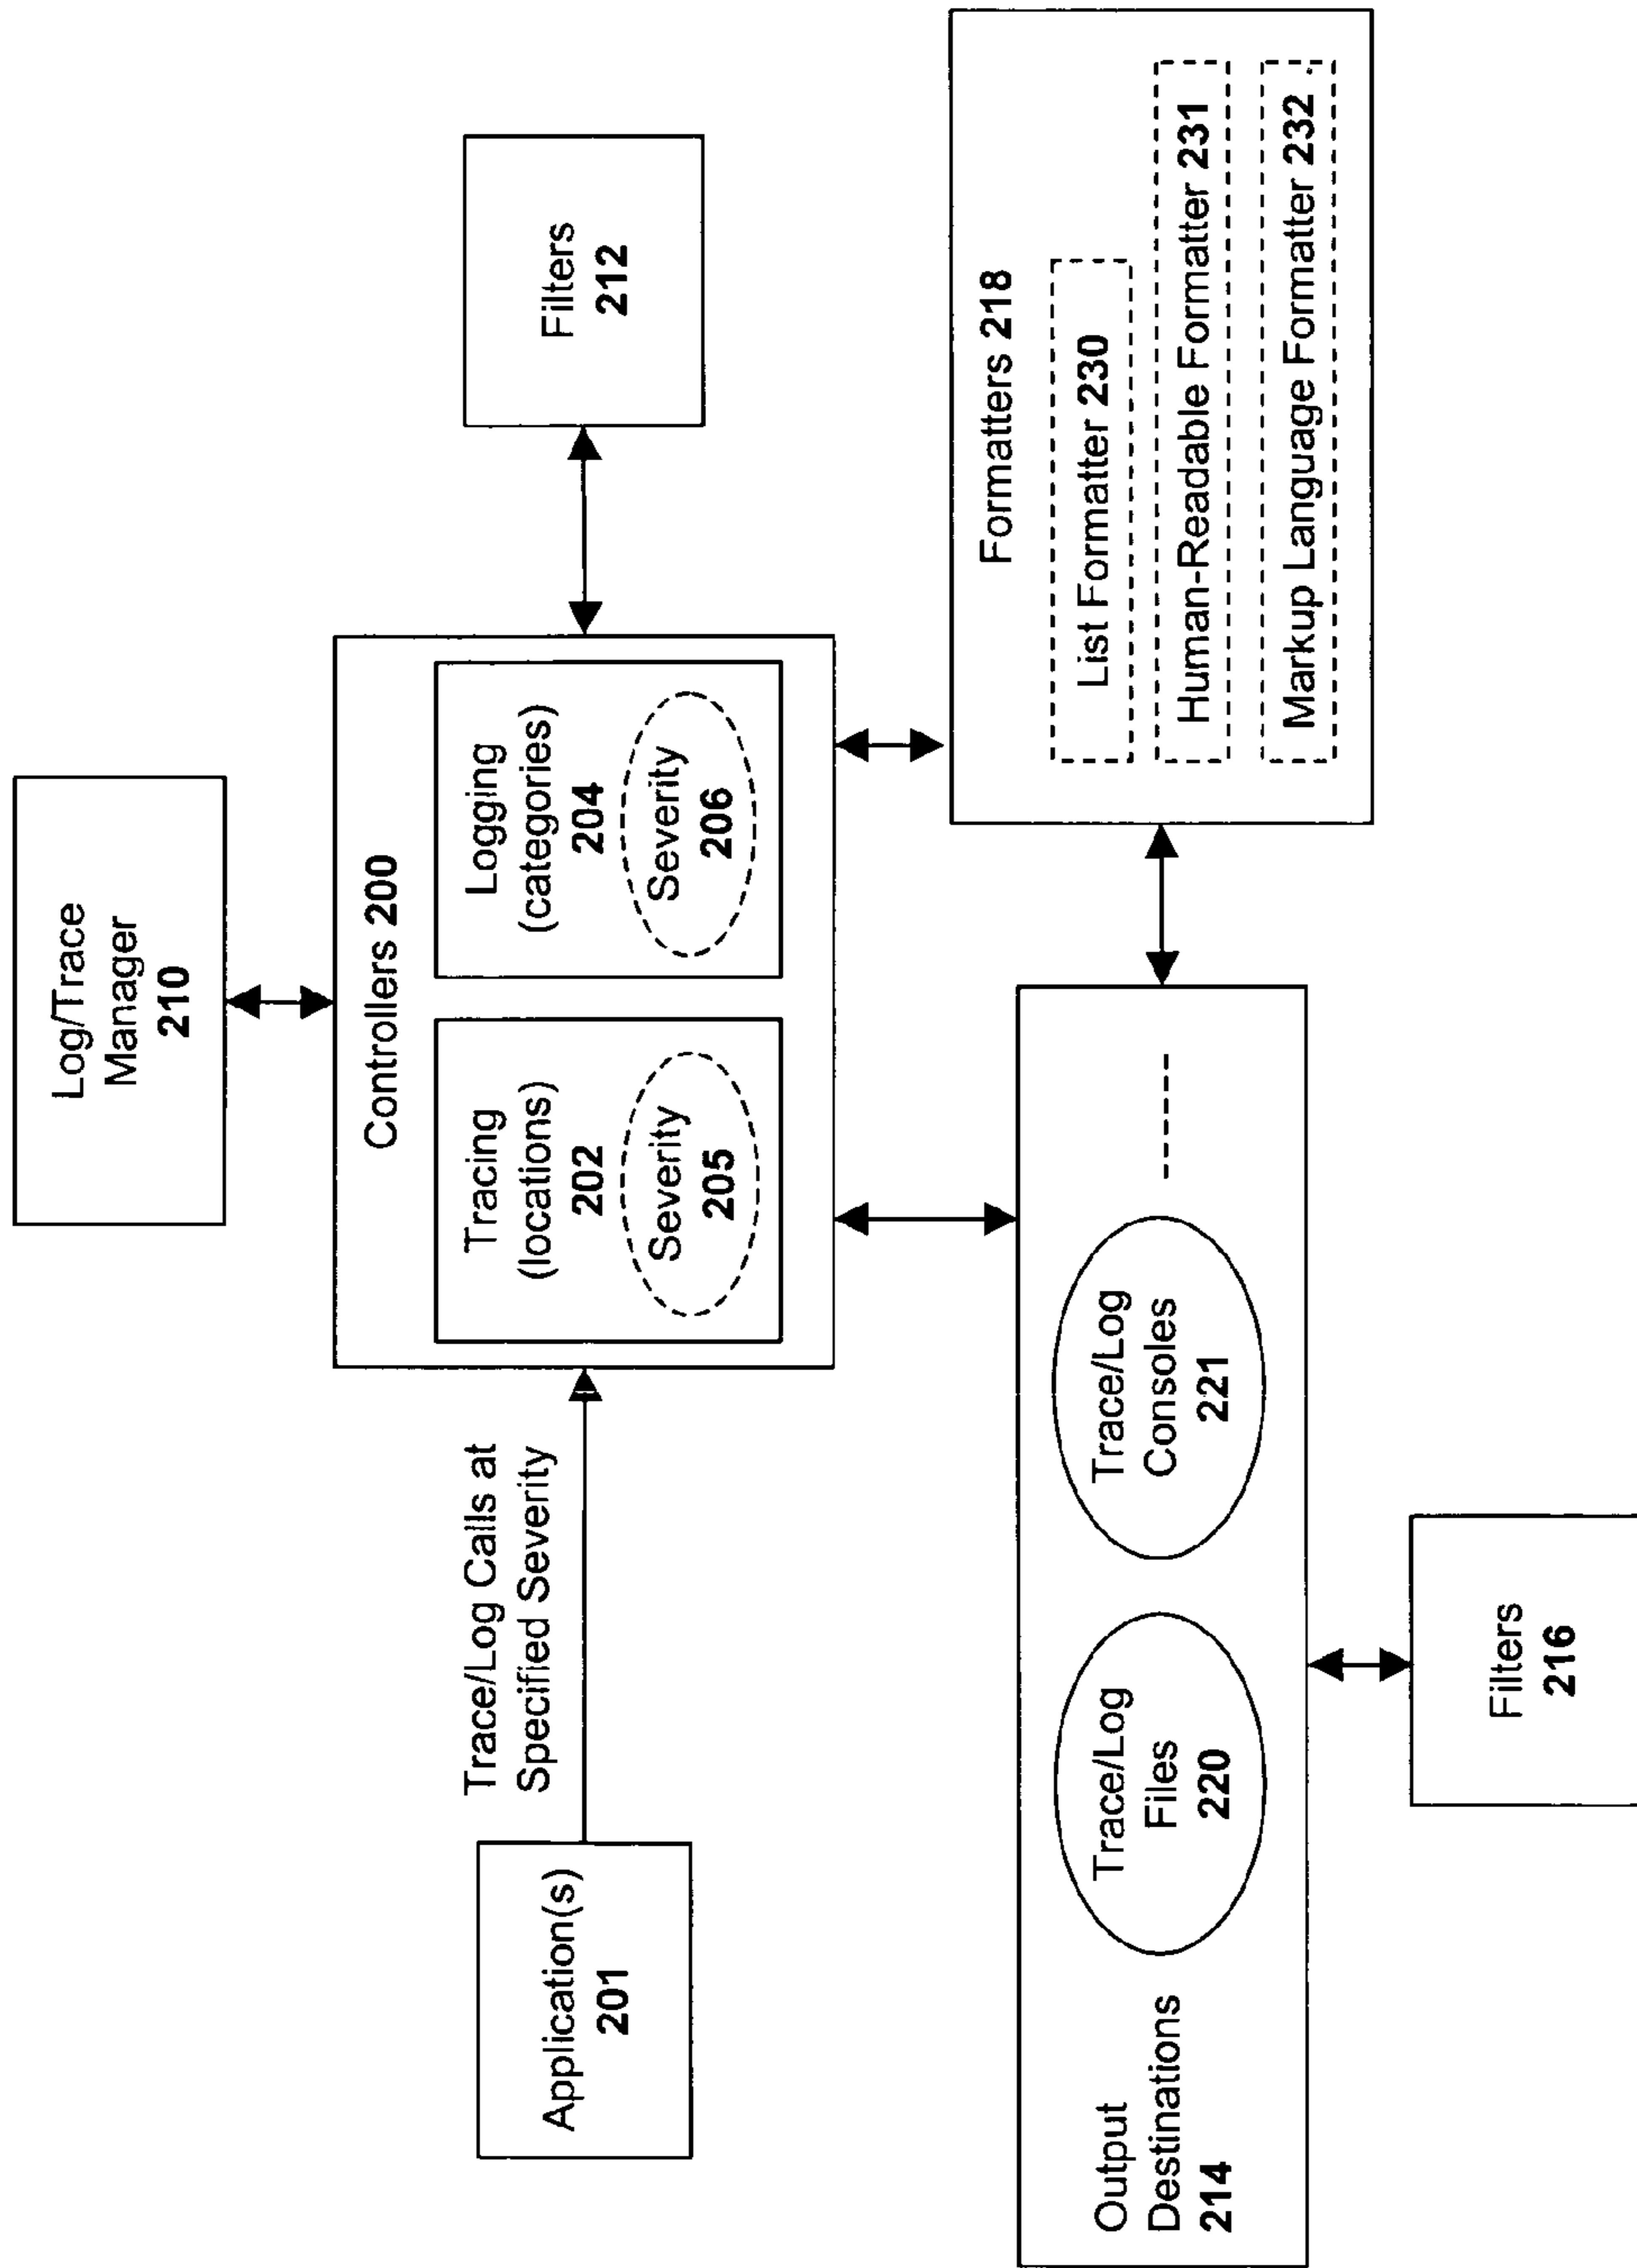 Log/Trace
Manager
210
Application(s)
201
Trace/Log Calls at
Specified Severity
Controllers 200
Tracing
(locations)
202
Severity
205
Logging
(categories)
204
Severity
206
Filters
212
Output
Destinations
214
Trace/Log
Files
220
Trace/Log
Consoles
221
Filters
216
Formatters 218
List Formatter 230
Human-Readable Formatter 231
Markup Language Formatter 232